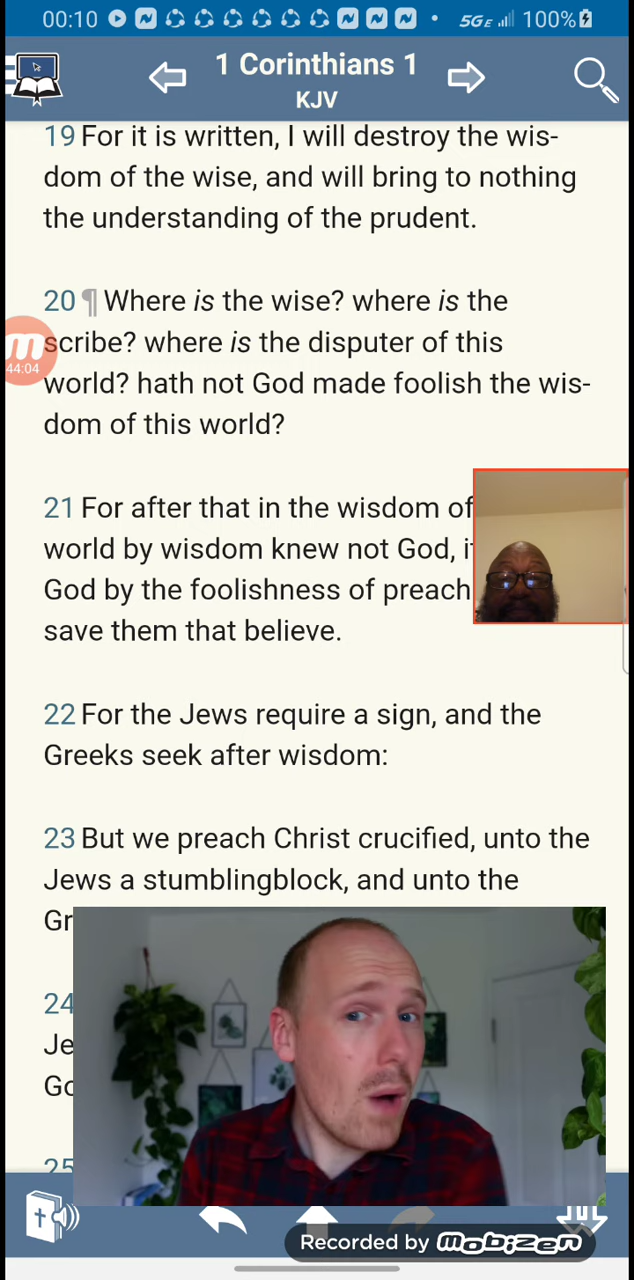 00:10
5GE 100%
1 Corinthians 1
KJV
19 For it is written, I will destroy the wis-
dom of the wise, and will bring to nothing
the understanding of the prudent.
20 ¶ Where is the wise? where is the
scribe? where is the disputer of this
44:04
world? hath not God made foolish the wis-
dom of this world?
21 For after that in the wisdom of
world by wisdom knew not God, i
God by the foolishness of preach
save them that believe.
22 For the Jews require a sign, and the
Greeks seek after wisdom:
23 But we preach Christ crucified, unto the
Jews a stumblingblock, and unto the
Gr
24
Je
Go
25
Recorded by mobizen